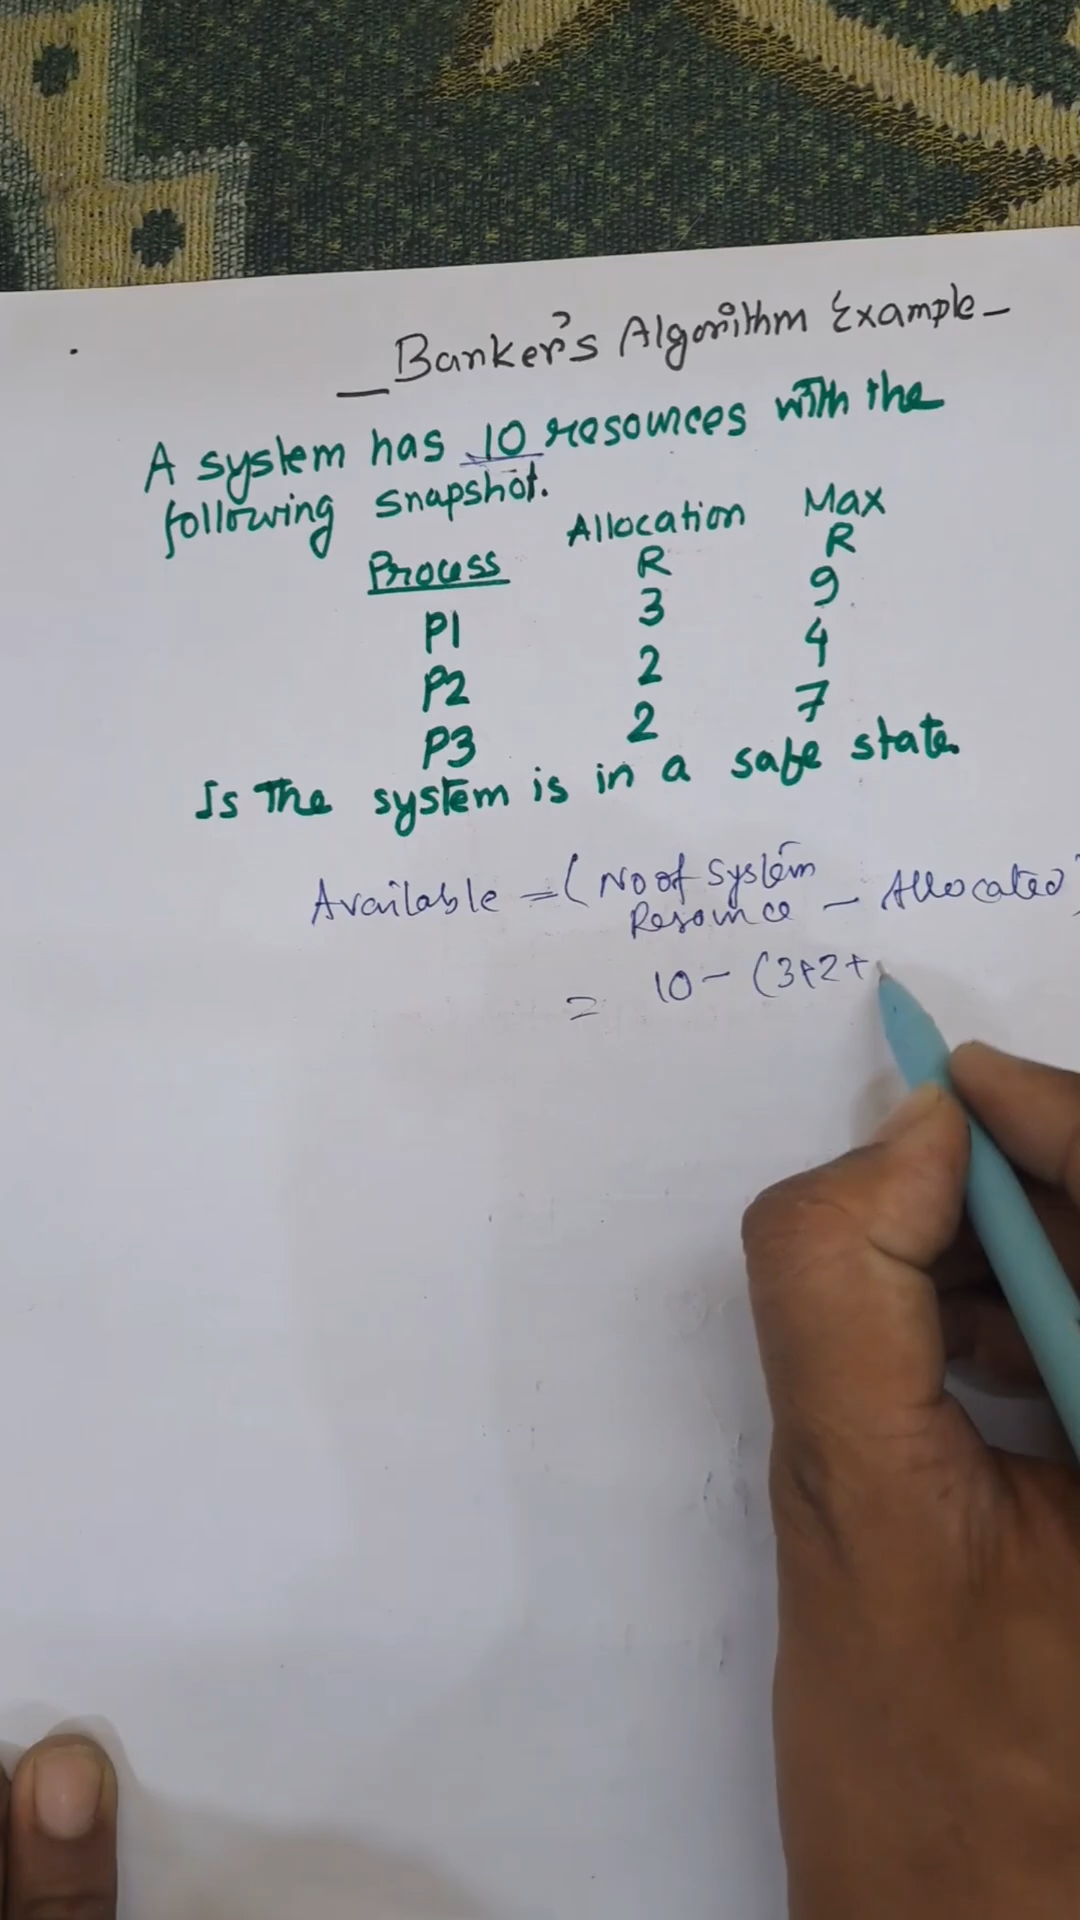 Banker's Algorithm Example
A system has 10 resources with the
following snapshot.
Process Allocation Max
R R
P1 3 9
P2 2 4
P3 2 7
Is the system is in a safe state.
Available = (No of System
Resource - Allocated)
= 10 - (3+2+